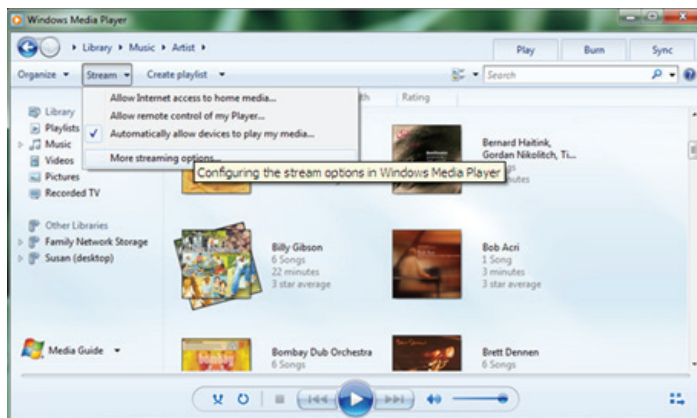 Windows Media Player
Library ▸ Music ▸ Artist ▸
Play Burn Sync
Organize Stream Create playlist Search
Allow Internet access to home media...
Allow remote control of my Player...
Automatically allow devices to play my media...
More streaming options...
Configuring the stream options in Windows Media Player
Rating
Library
Playlists
Music
Videos
Pictures
Recorded TV
Other Libraries
Family Network Storage
Susan (desktop)
Media Guide
Bernard Haitink,
Gordan Nikolitch, Ti...
Billy Gibson
6 Songs
22 minutes
3 star average
Bob Acri
1 Song
3 minutes
3 star average
Bombay Dub Orchestra
6 Songs
Brett Dennen
6 Songs